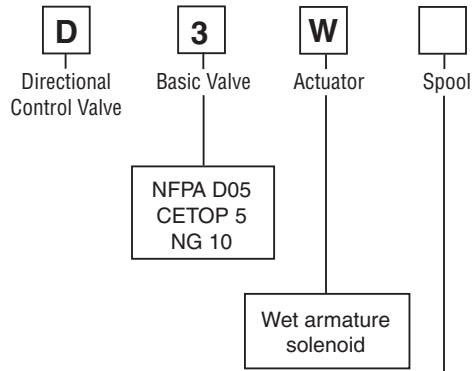 D 3 W
Directional Basic Valve Actuator Spool
Control Valve
NFPA D05
CETOP 5
NG 10
Wet armature
solenoid